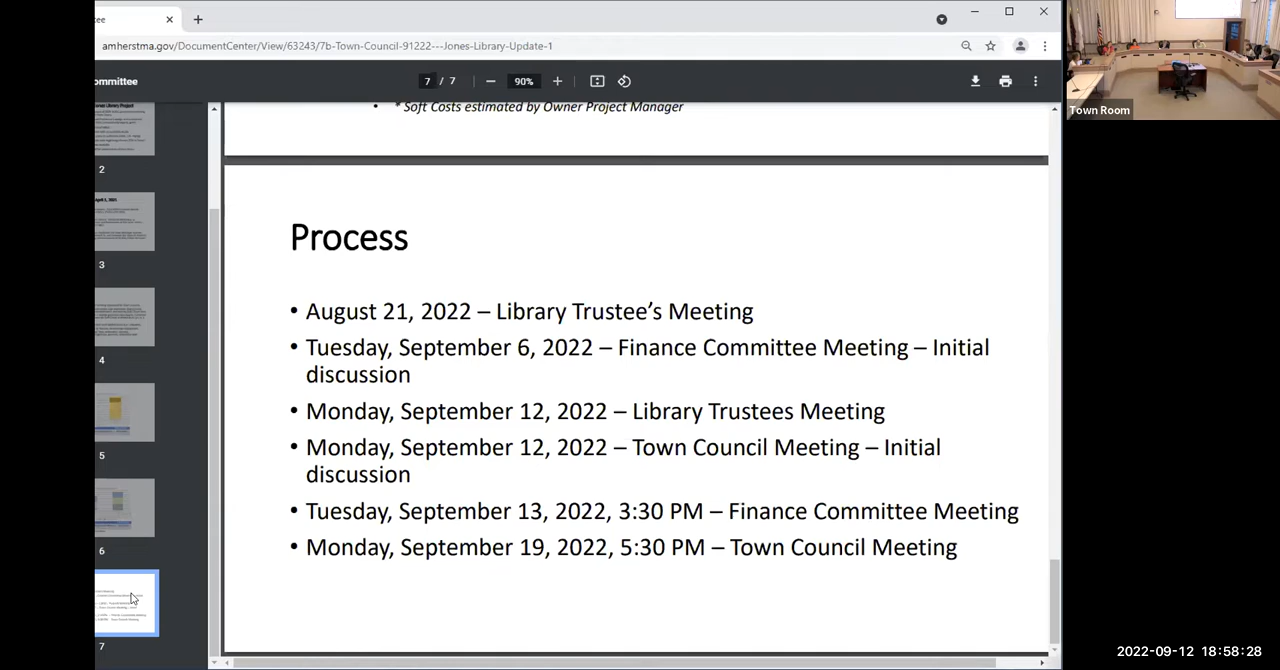 tee
amherstma.gov/DocumentCenter/View/63243/7b-Town-Council-91222---Jones-Library-Update-1
ommittee
7 / 7
90%
Town Room
• * Soft Costs estimated by Owner Project Manager
Process
• August 21, 2022 – Library Trustee's Meeting
• Tuesday, September 6, 2022 – Finance Committee Meeting – Initial
discussion
• Monday, September 12, 2022 – Library Trustees Meeting
• Monday, September 12, 2022 – Town Council Meeting – Initial
discussion
• Tuesday, September 13, 2022, 3:30 PM – Finance Committee Meeting
• Monday, September 19, 2022, 5:30 PM – Town Council Meeting
2
3
4
5
6
7
2022-09-12 18:58:28